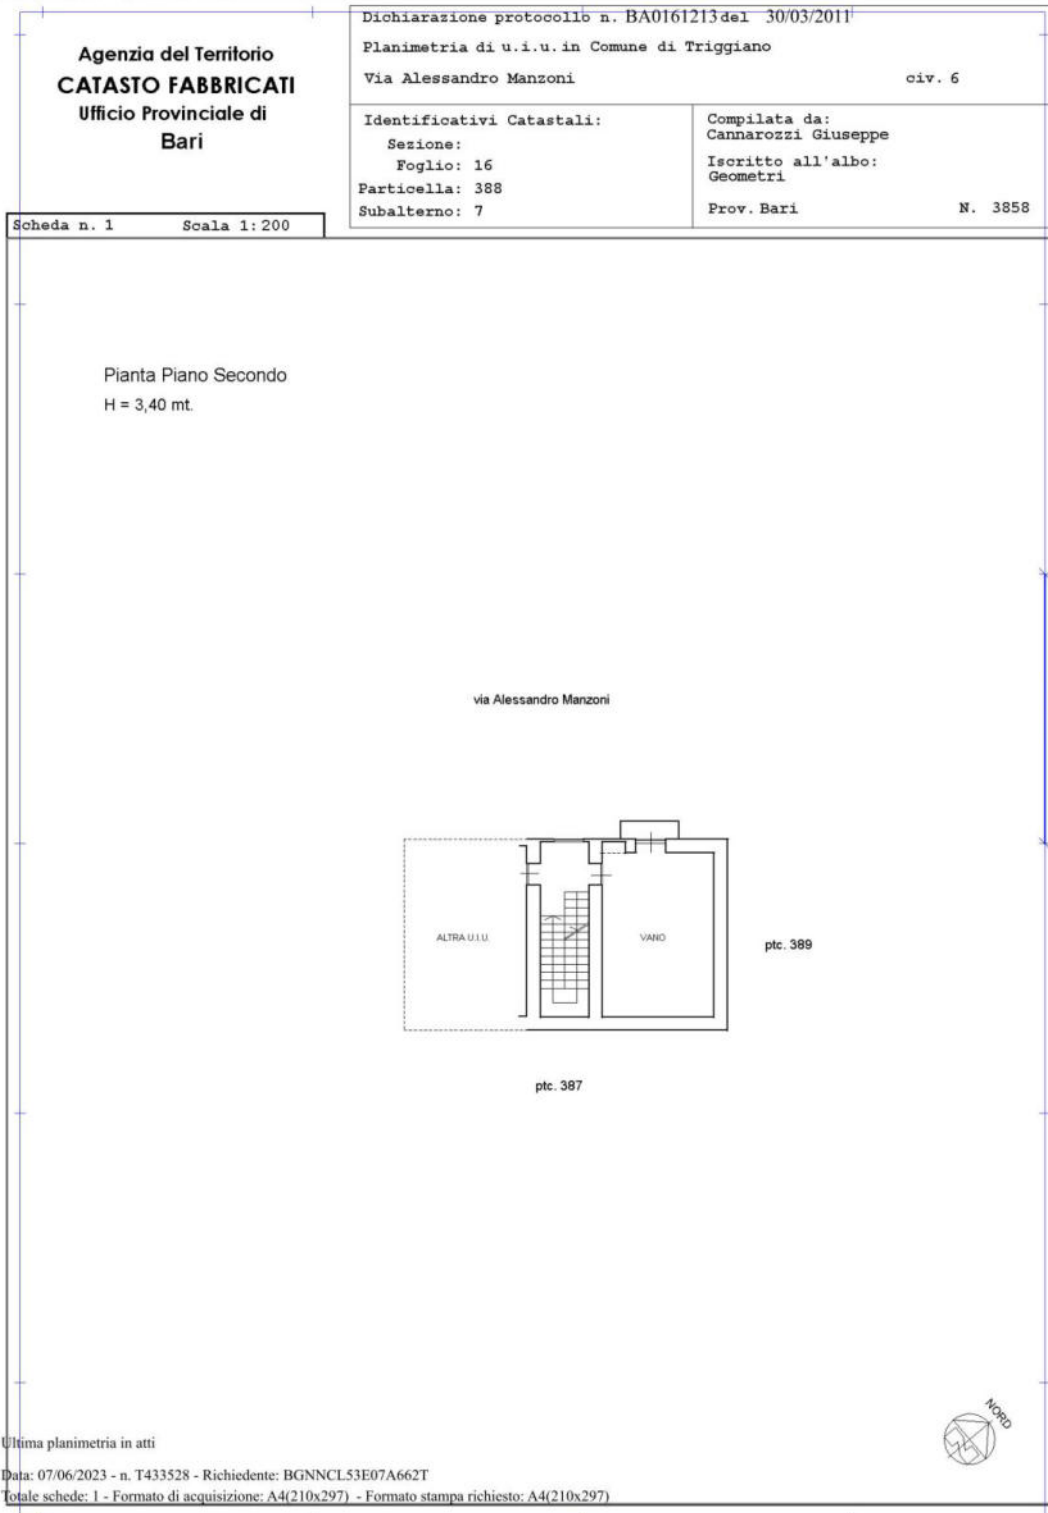 Agenzia del Territorio
CATASTO FABBRICATI
Ufficio Provinciale di
Bari
Dichiarazione protocollo n. BA0161213 del 30/03/2011
Planimetria di u.i.u. in Comune di Triggiano
Via Alessandro Manzoni civ. 6
Identificativi Catastali:
Sezione:
Foglio: 16
Particella: 388
Subalterno: 7
Compilata da:
Cannarozzi Giuseppe
Iscritto all'albo:
Geometri
Prov. Bari N. 3858
Scheda n. 1 Scala 1:200
Pianta Piano Secondo
H = 3,40 mt.
via Alessandro Manzoni
ALTRA U.I.U.
VANO
ptc. 389
ptc. 387
NORD
Ultima planimetria in atti
Data: 07/06/2023 - n. T433528 - Richiedente: BGNNCL53E07A662T
Totale schede: 1 - Formato di acquisizione: A4(210x297) - Formato stampa richiesto: A4(210x297)